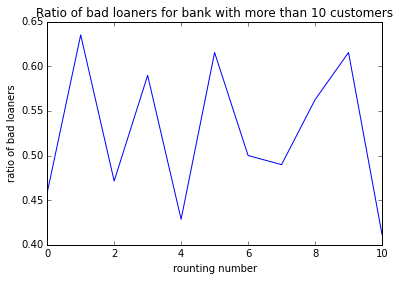 Ratio of bad loaners for bank with more than 10 customers
0.65
0.60
0.55
0.50
0.45
0.40
ratio of bad loaners
0 2 4 6 8 10
rounting number